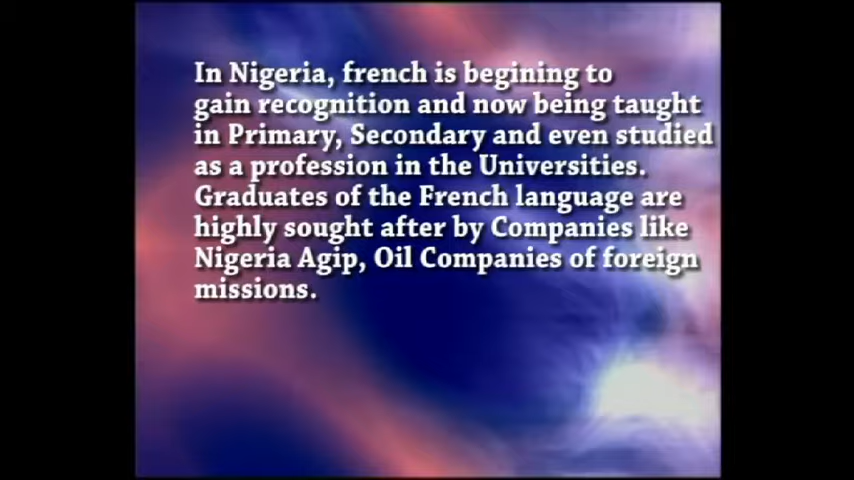 In Nigeria, french is begining to
gain recognition and now being taught
in Primary, Secondary and even studied
as a profession in the Universities.
Graduates of the French language are
highly sought after by Companies like
Nigeria Agip, Oil Companies of foreign
missions.